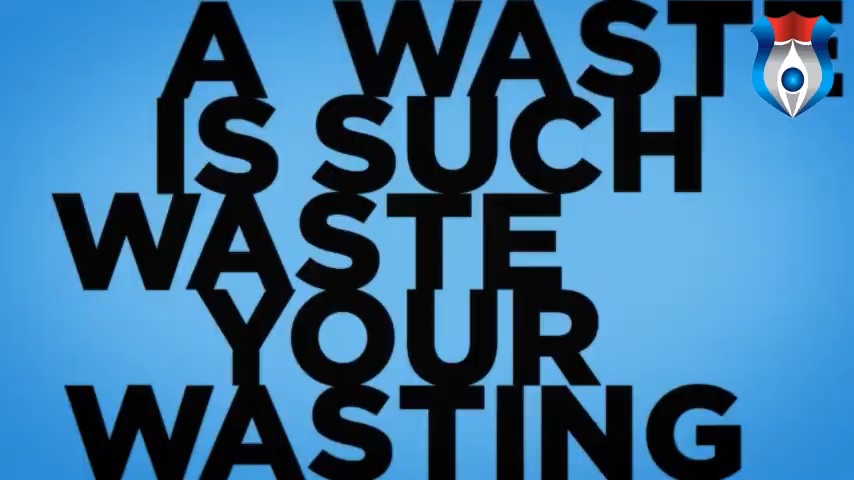 A WASTE
IS SUCH
WASTE
YOUR
WASTING